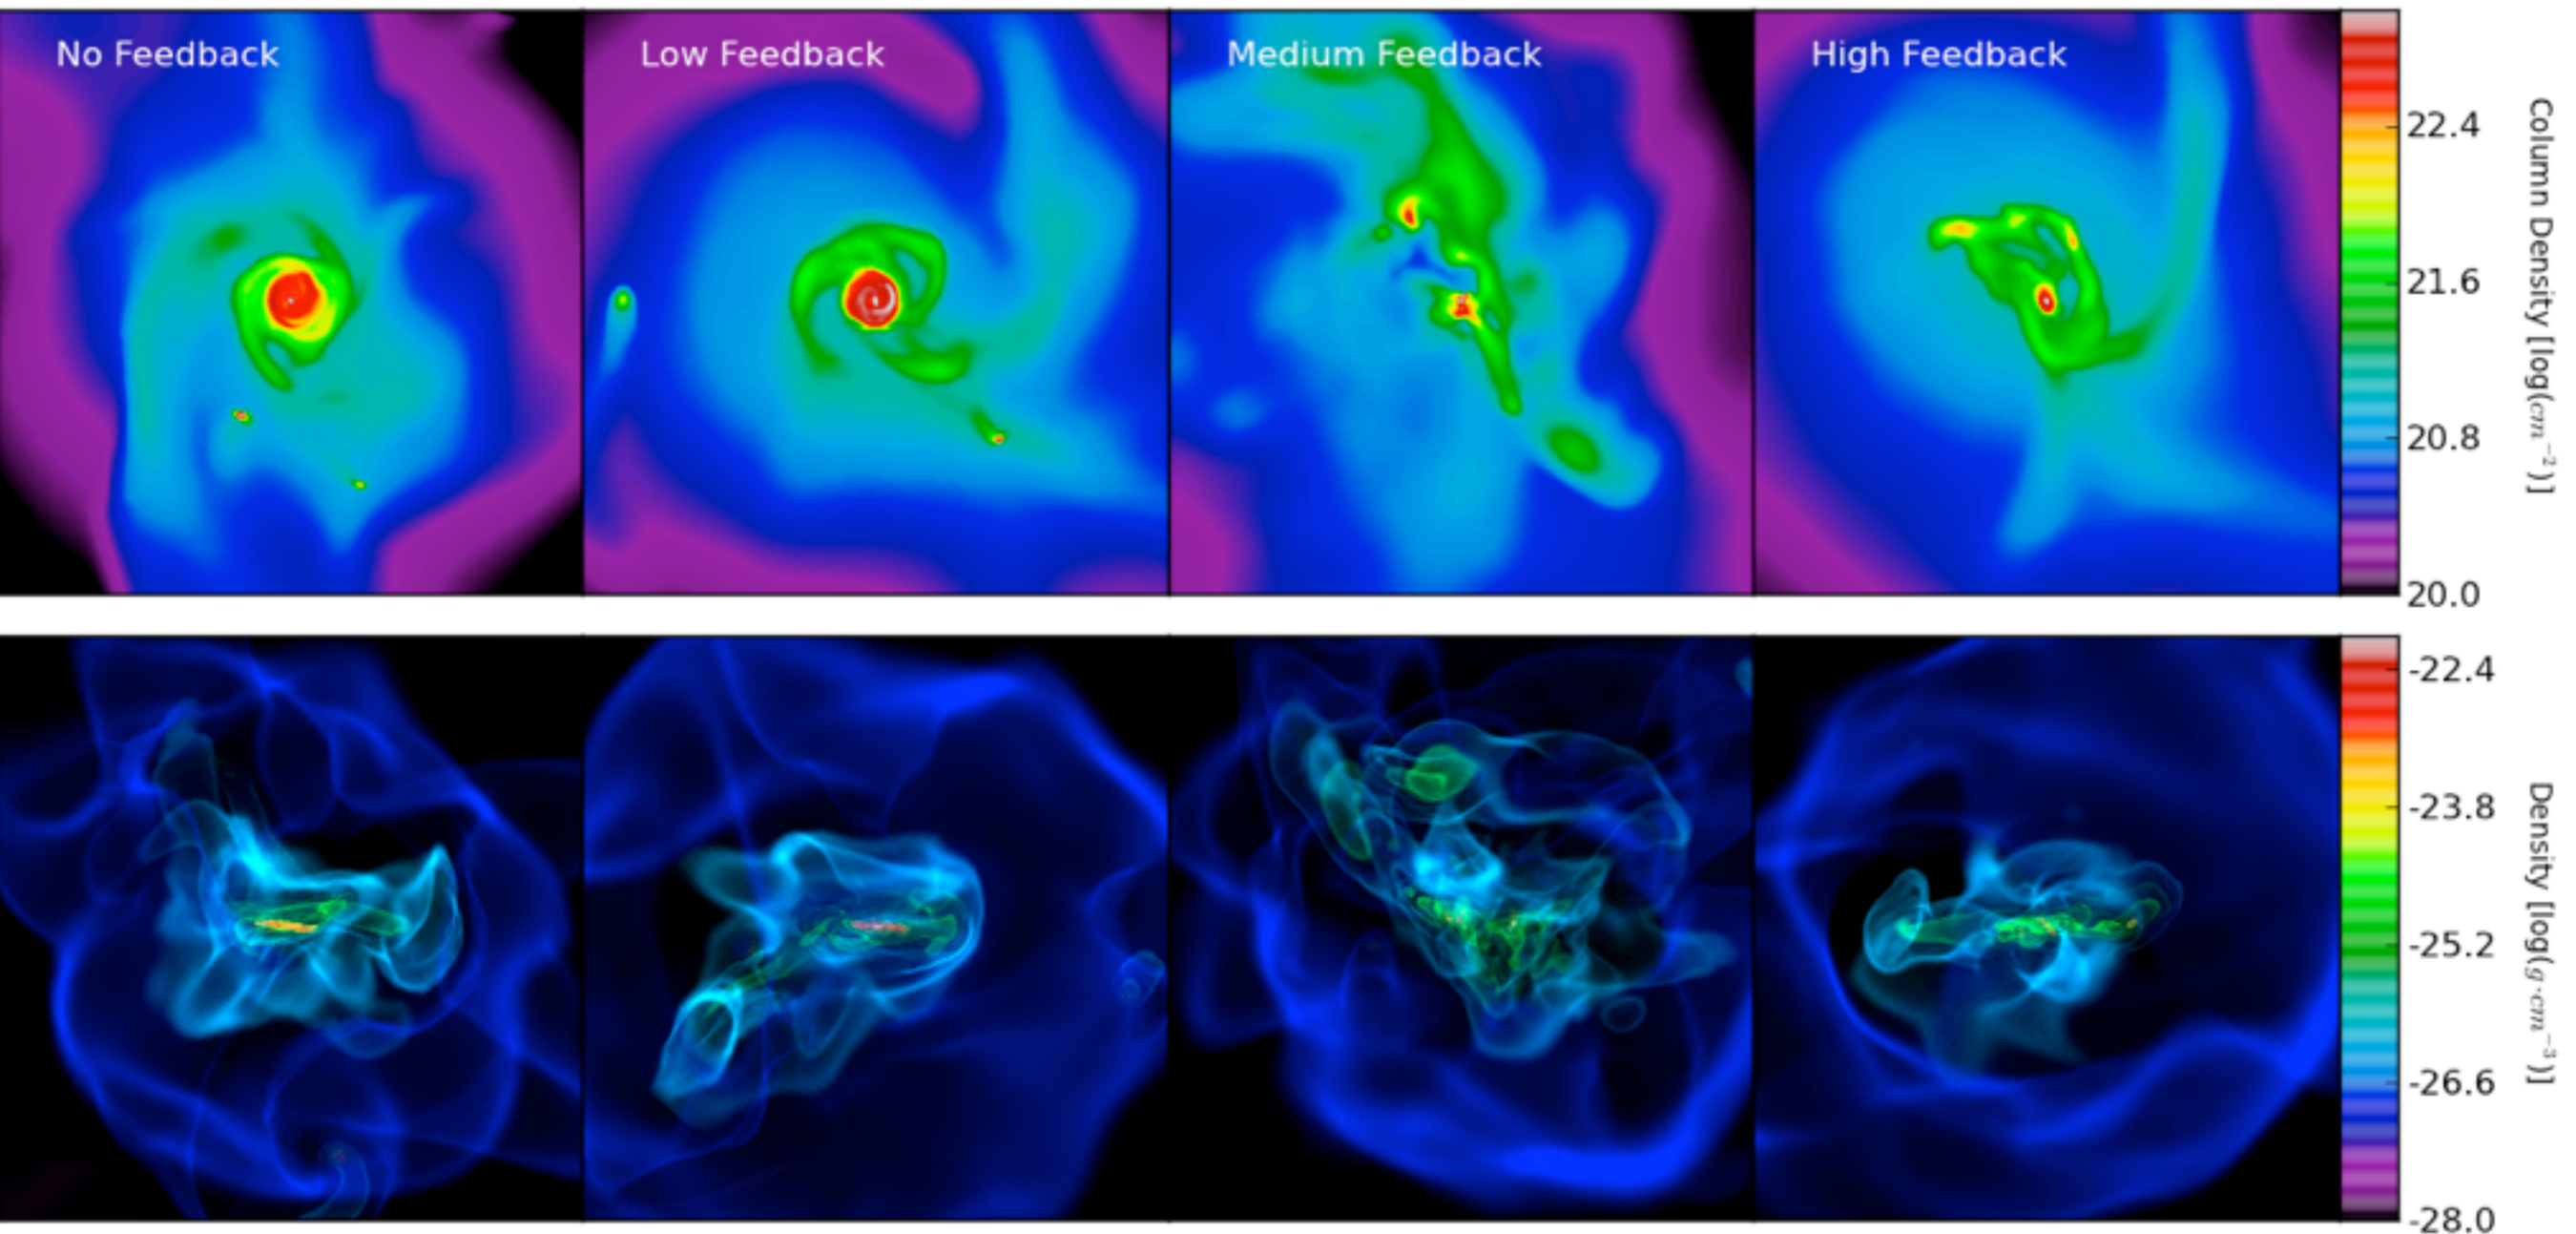 No Feedback
Low Feedback
Medium Feedback
High Feedback
22.4
21.6
20.8
20.0
Column Density [log(cm⁻²)]
-22.4
-23.8
-25.2
-26.6
-28.0
Density [log(g·cm⁻³)]